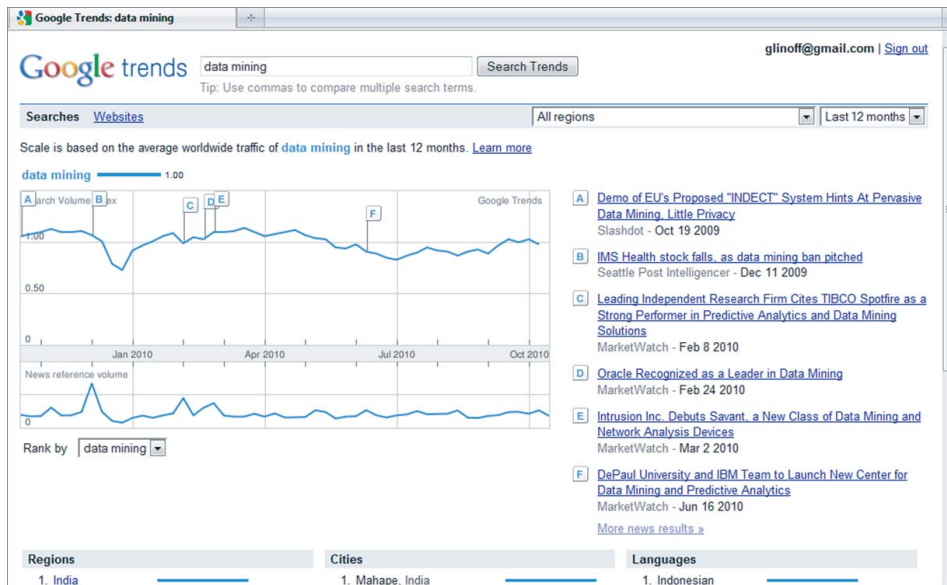 Google Trends: data mining
glinoff@gmail.com | Sign out
Google trends
data mining
Search Trends
Tip: Use commas to compare multiple search terms.
Searches Websites
All regions
Last 12 months
Scale is based on the average worldwide traffic of data mining in the last 12 months. Learn more
data mining 1.00
A B C D E F
Google Trends
1.00
0.50
0
Jan 2010 Apr 2010 Jul 2010 Oct 2010
News reference volume
0
Rank by data mining
A Demo of EU's Proposed "INDECT" System Hints At Pervasive
Data Mining, Little Privacy
Slashdot - Oct 19 2009
B IMS Health stock falls, as data mining ban pitched
Seattle Post Intelligencer - Dec 11 2009
C Leading Independent Research Firm Cites TIBCO Spotfire as a
Strong Performer in Predictive Analytics and Data Mining
Solutions
MarketWatch - Feb 8 2010
D Oracle Recognized as a Leader in Data Mining
MarketWatch - Feb 24 2010
E Intrusion Inc. Debuts Savant, a New Class of Data Mining and
Network Analysis Devices
MarketWatch - Mar 2 2010
F DePaul University and IBM Team to Launch New Center for
Data Mining and Predictive Analytics
MarketWatch - Jun 16 2010
More news results »
Regions
1. India
Cities
1. Mahape, India
Languages
1. Indonesian